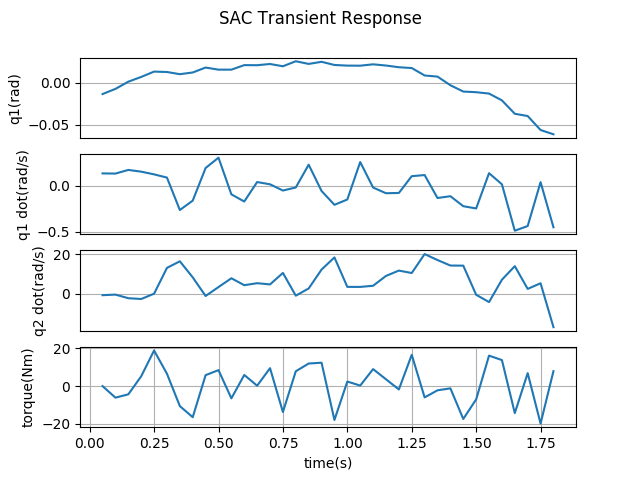 SAC Transient Response
q1(rad)
0.00
−0.05
q1 dot(rad/s)
0.0
−0.5
q2 dot(rad/s)
20
0
torque(Nm)
20
0
−20
0.00 0.25 0.50 0.75 1.00 1.25 1.50 1.75
time(s)